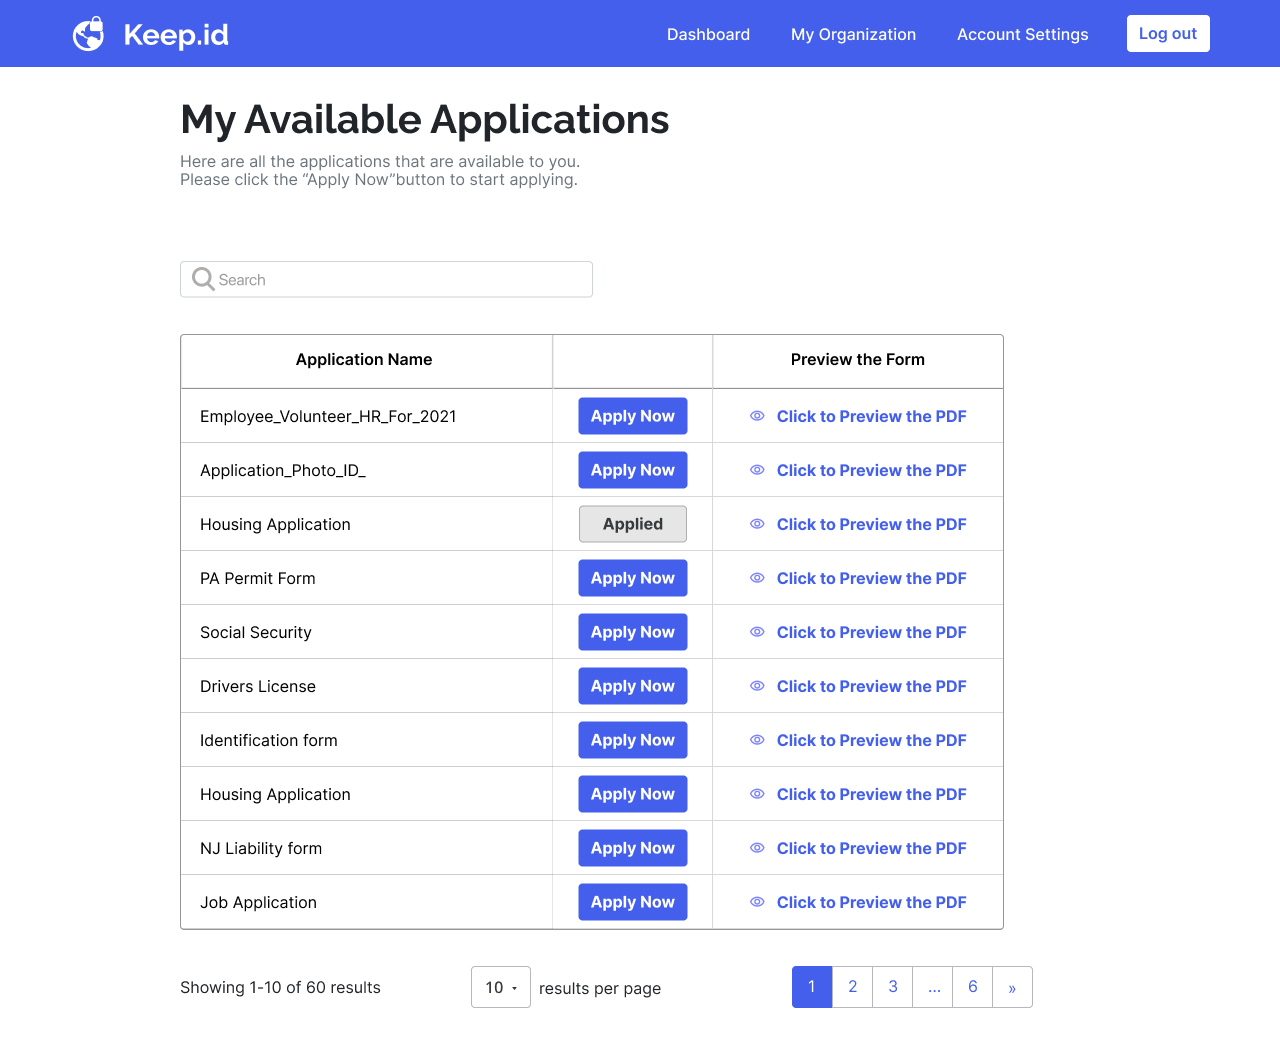 Keep.id
Dashboard My Organization Account Settings Log out
My Available Applications
Here are all the applications that are available to you.
Please click the “Apply Now”button to start applying.
Search
Application Name Preview the Form
Employee_Volunteer_HR_For_2021 Apply Now Click to Preview the PDF
Application_Photo_ID_ Apply Now Click to Preview the PDF
Housing Application Applied Click to Preview the PDF
PA Permit Form Apply Now Click to Preview the PDF
Social Security Apply Now Click to Preview the PDF
Drivers License Apply Now Click to Preview the PDF
Identification form Apply Now Click to Preview the PDF
Housing Application Apply Now Click to Preview the PDF
NJ Liability form Apply Now Click to Preview the PDF
Job Application Apply Now Click to Preview the PDF
Showing 1-10 of 60 results 10 results per page 1 2 3 ... 6 »